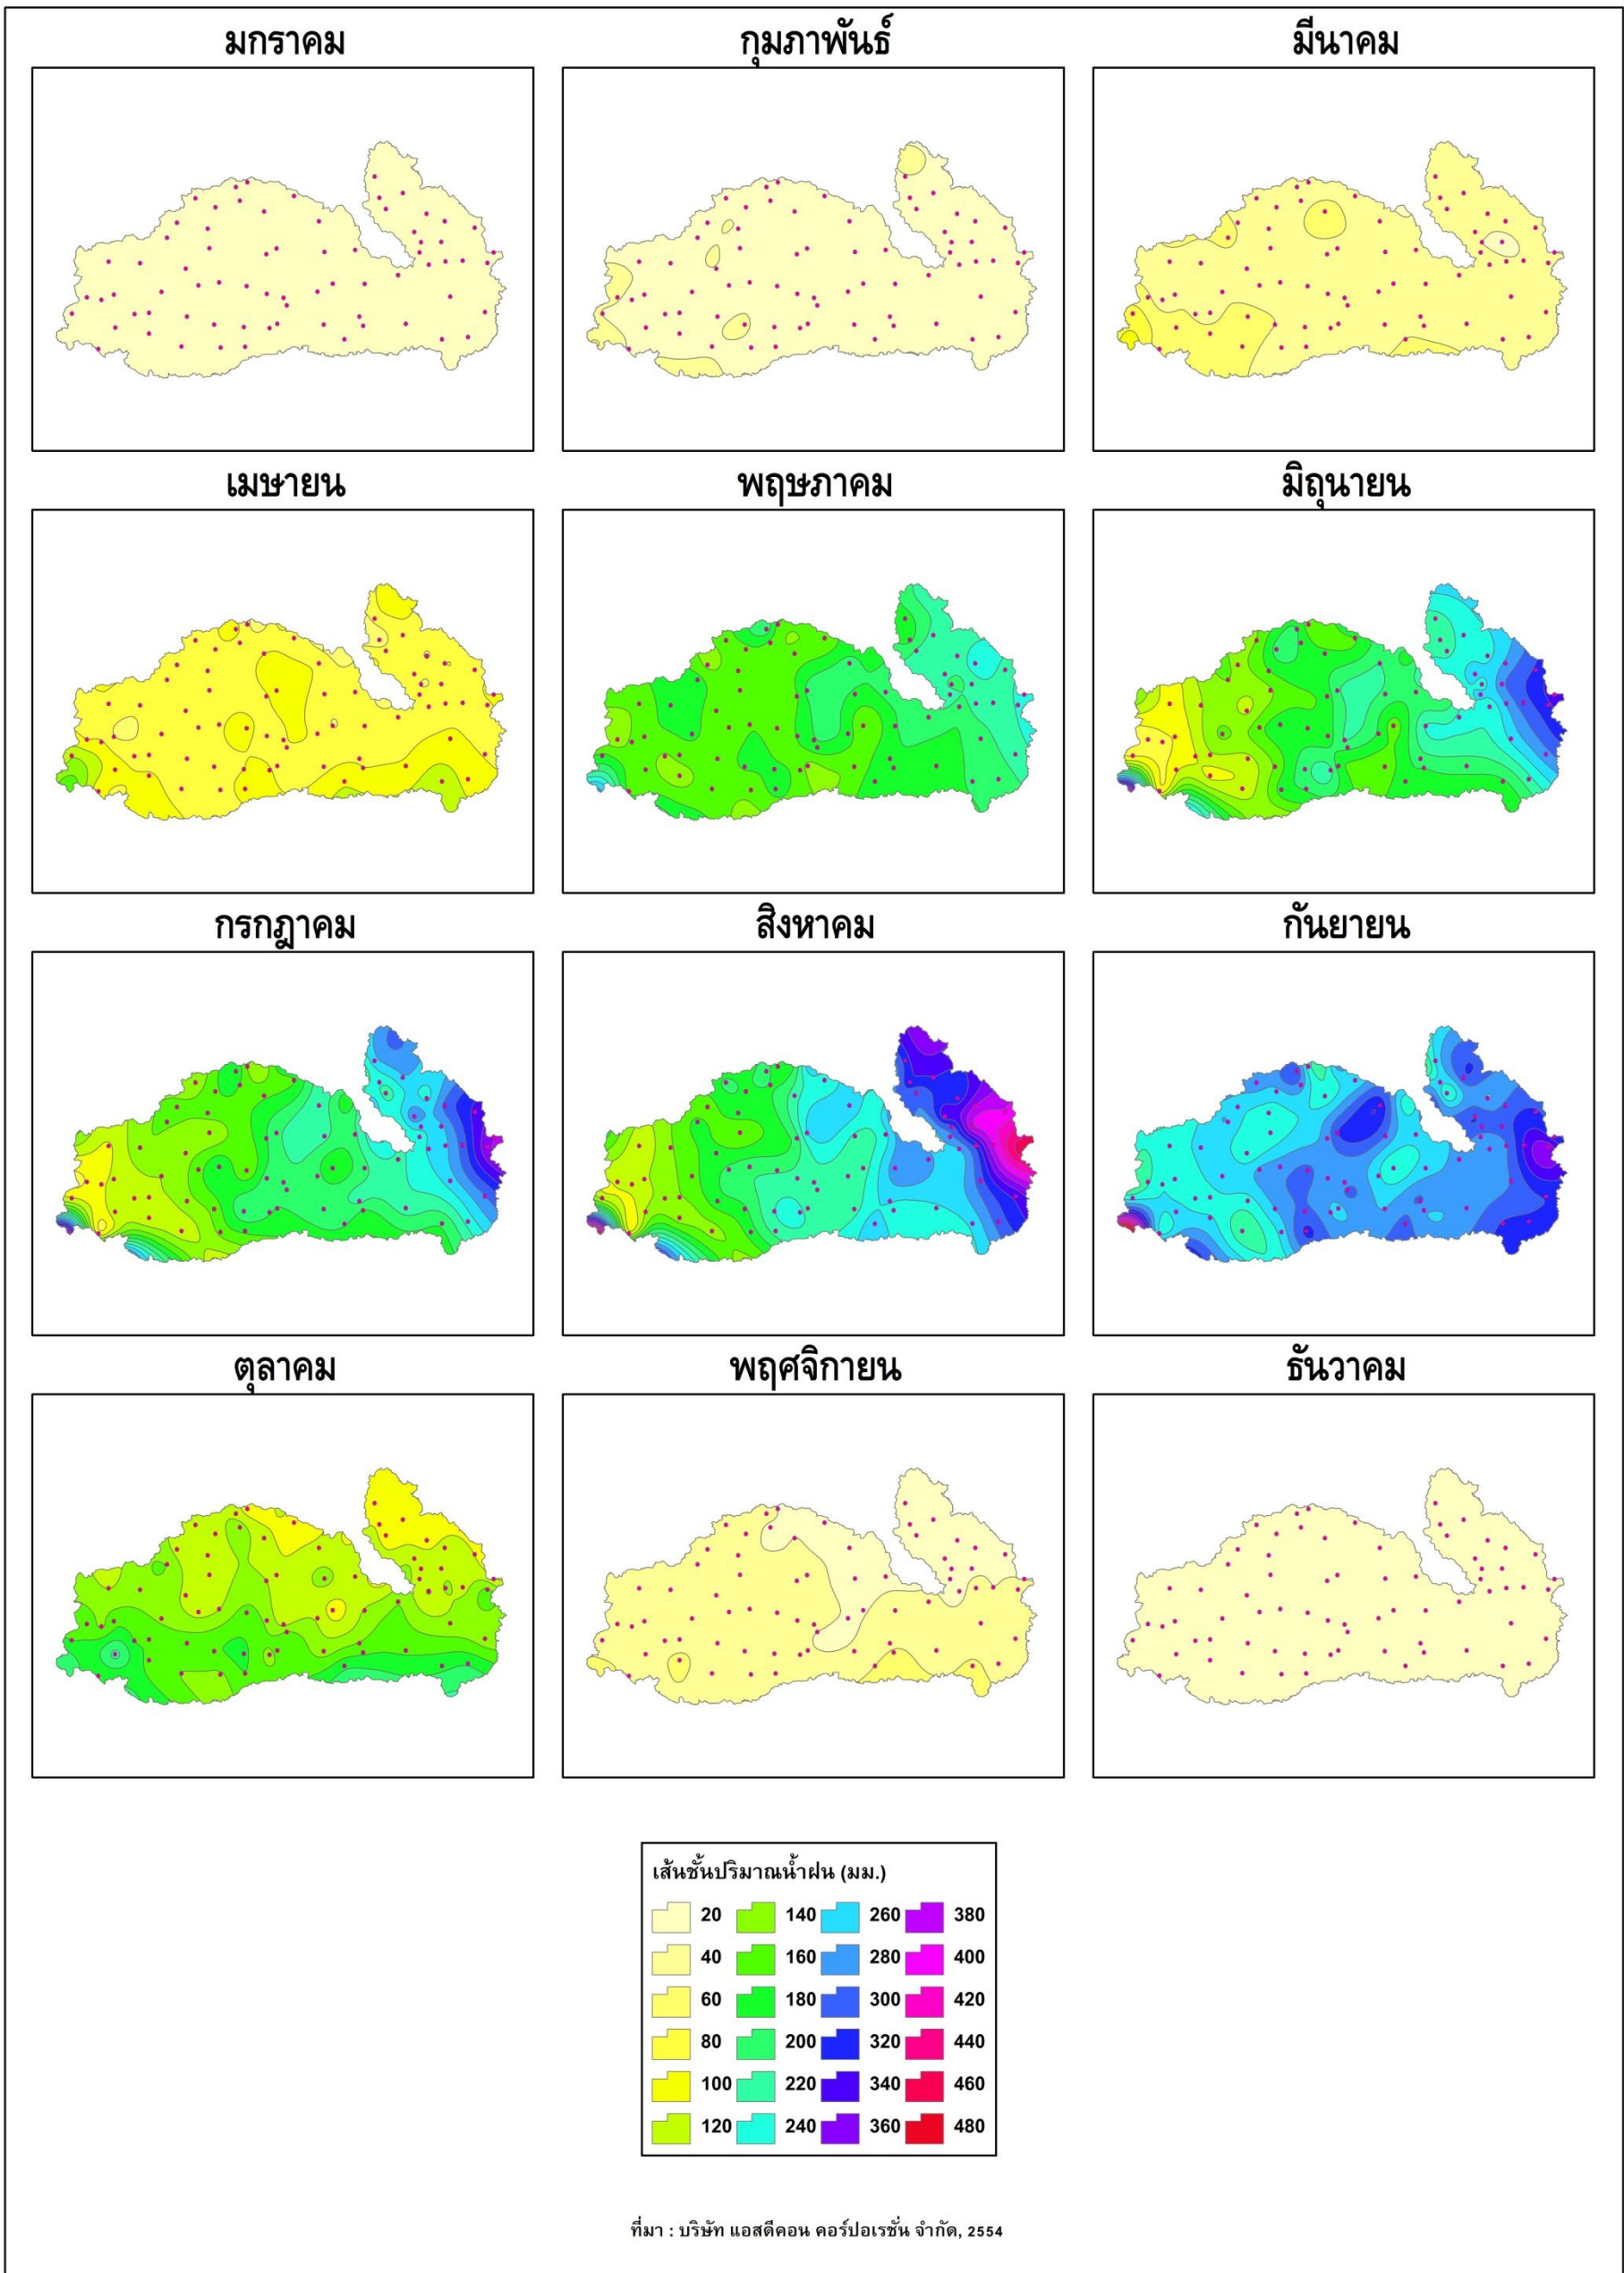 มกราคม กุมภาพันธ์ มีนาคม
เมษายน พฤษภาคม มิถุนายน
กรกฎาคม สิงหาคม กันยายน
ตุลาคม พฤศจิกายน ธันวาคม
เส้นชั้นปริมาณน้ำฝน (มม.)
20 140 260 380
40 160 280 400
60 180 300 420
80 200 320 440
100 220 340 460
120 240 360 480
ที่มา : บริษัท แอสดีคอน คอร์ปอเรชั่น จำกัด, 2554